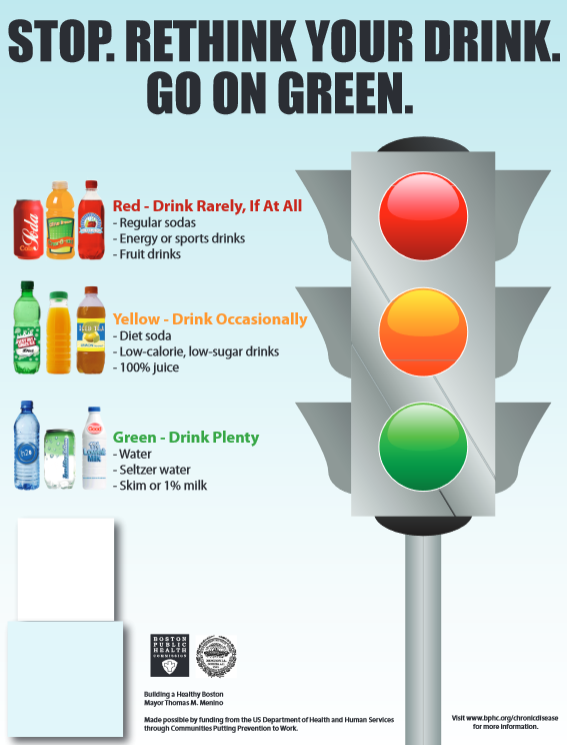 STOP. RETHINK YOUR DRINK.
GO ON GREEN.
Red - Drink Rarely, If At All
- Regular sodas
- Energy or sports drinks
- Fruit drinks
Soda
Yellow - Drink Occasionally
- Diet soda
- Low-calorie, low-sugar drinks
- 100% juice
Green - Drink Plenty
- Water
- Seltzer water
- Skim or 1% milk
h2o
Milk
BOSTON
PUBLIC
HEALTH
COMMISSION
Building a Healthy Boston
Mayor Thomas M. Menino
Made possible by funding from the US Department of Health and Human Services
through Communities Putting Prevention to Work.
Visit www.bphc.org/chronicdisease
for more information.